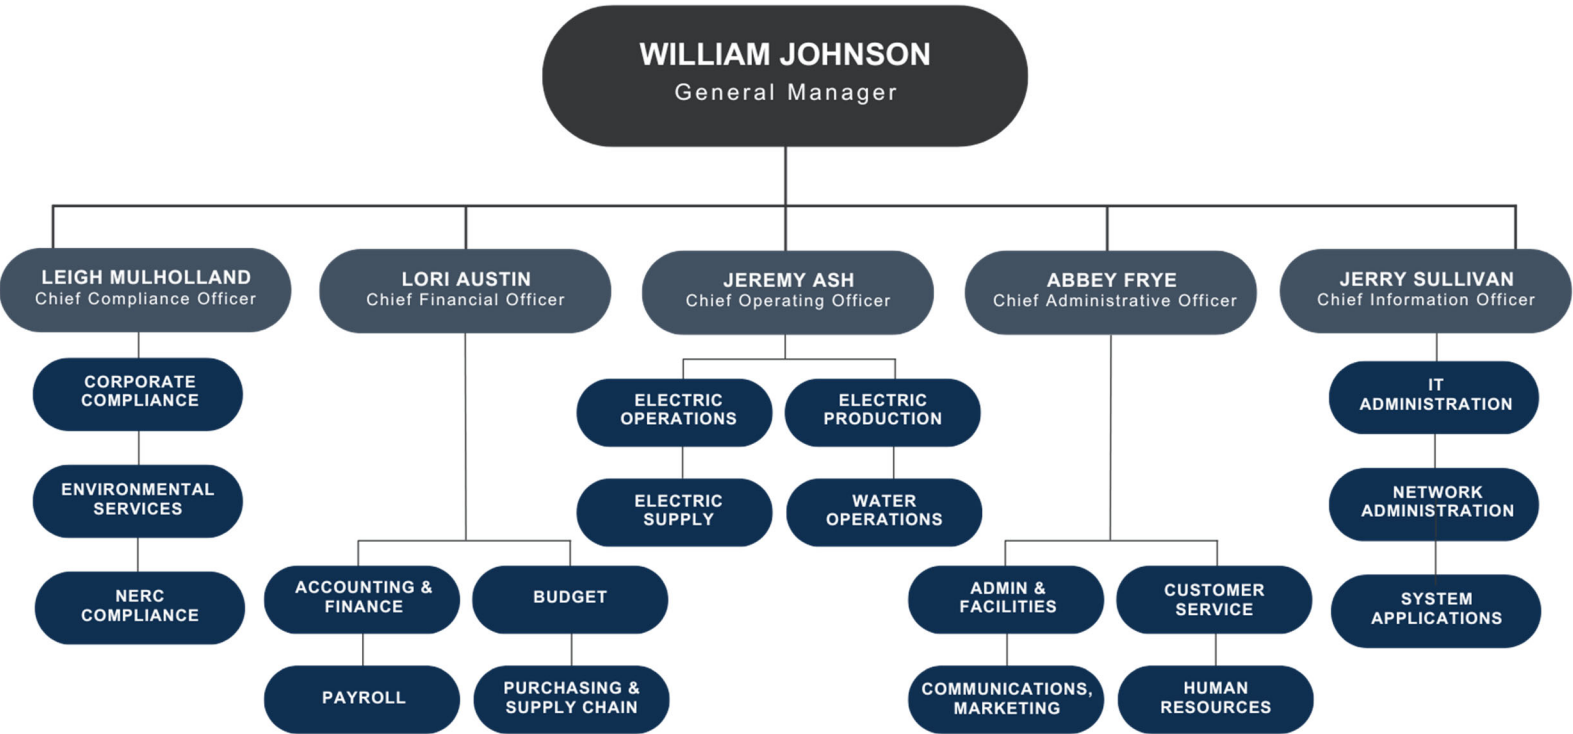 WILLIAM JOHNSON
General Manager
LEIGH MULHOLLAND
Chief Compliance Officer
LORI AUSTIN
Chief Financial Officer
JEREMY ASH
Chief Operating Officer
ABBEY FRYE
Chief Administrative Officer
JERRY SULLIVAN
Chief Information Officer
CORPORATE
COMPLIANCE
ENVIRONMENTAL
SERVICES
NERC
COMPLIANCE
ACCOUNTING &
FINANCE
BUDGET
PAYROLL
PURCHASING &
SUPPLY CHAIN
ELECTRIC
OPERATIONS
ELECTRIC
PRODUCTION
ELECTRIC
SUPPLY
WATER
OPERATIONS
ADMIN &
FACILITIES
CUSTOMER
SERVICE
COMMUNICATIONS,
MARKETING
HUMAN
RESOURCES
IT
ADMINISTRATION
NETWORK
ADMINISTRATION
SYSTEM
APPLICATIONS